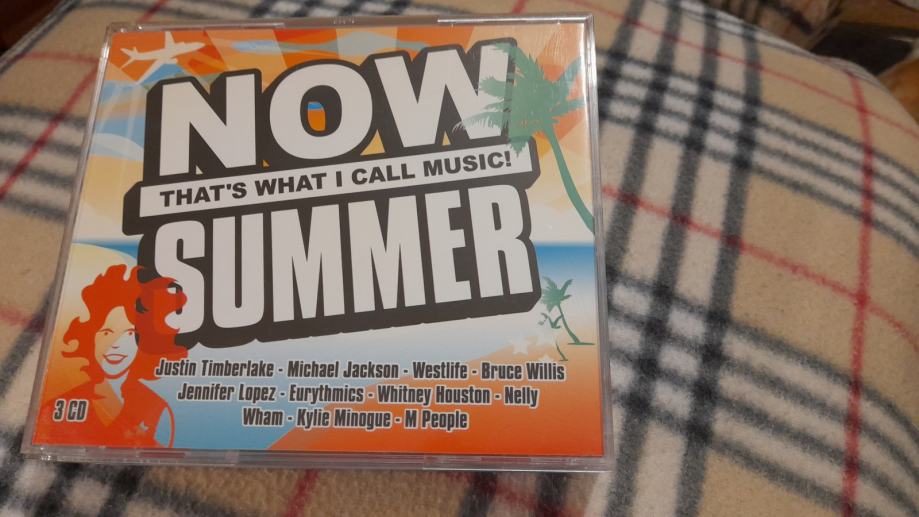 NOW
THAT'S WHAT I CALL MUSIC!
SUMMER
Justin Timberlake - Michael Jackson - Westlife - Bruce Willis
Jennifer Lopez - Eurythmics - Whitney Houston - Nelly
Wham - Kylie Minogue - M People
3 CD